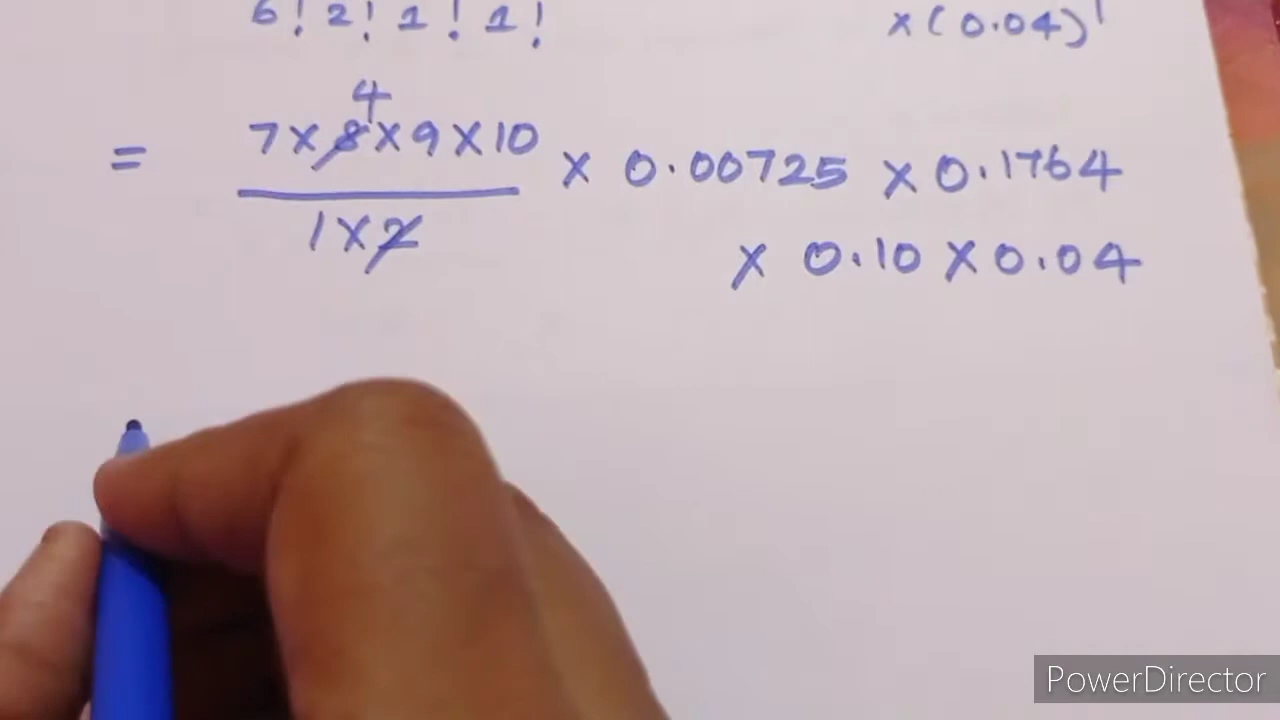 6! 2! 1! 1!
x (0.04)¹
4
= 7 x 8 x 9 x 10 x 0.00725 x 0.1764
1 x 2
x 0.10 x 0.04
PowerDirector